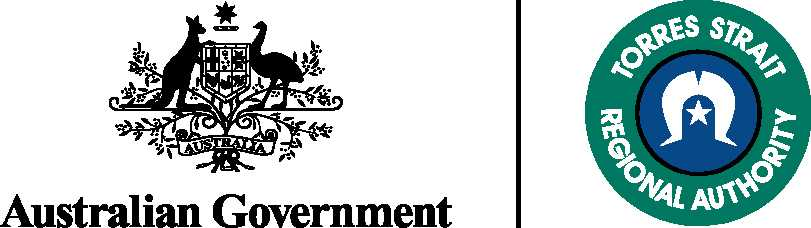 AUSTRALIA
Australian Government
TORRES STRAIT
REGIONAL AUTHORITY